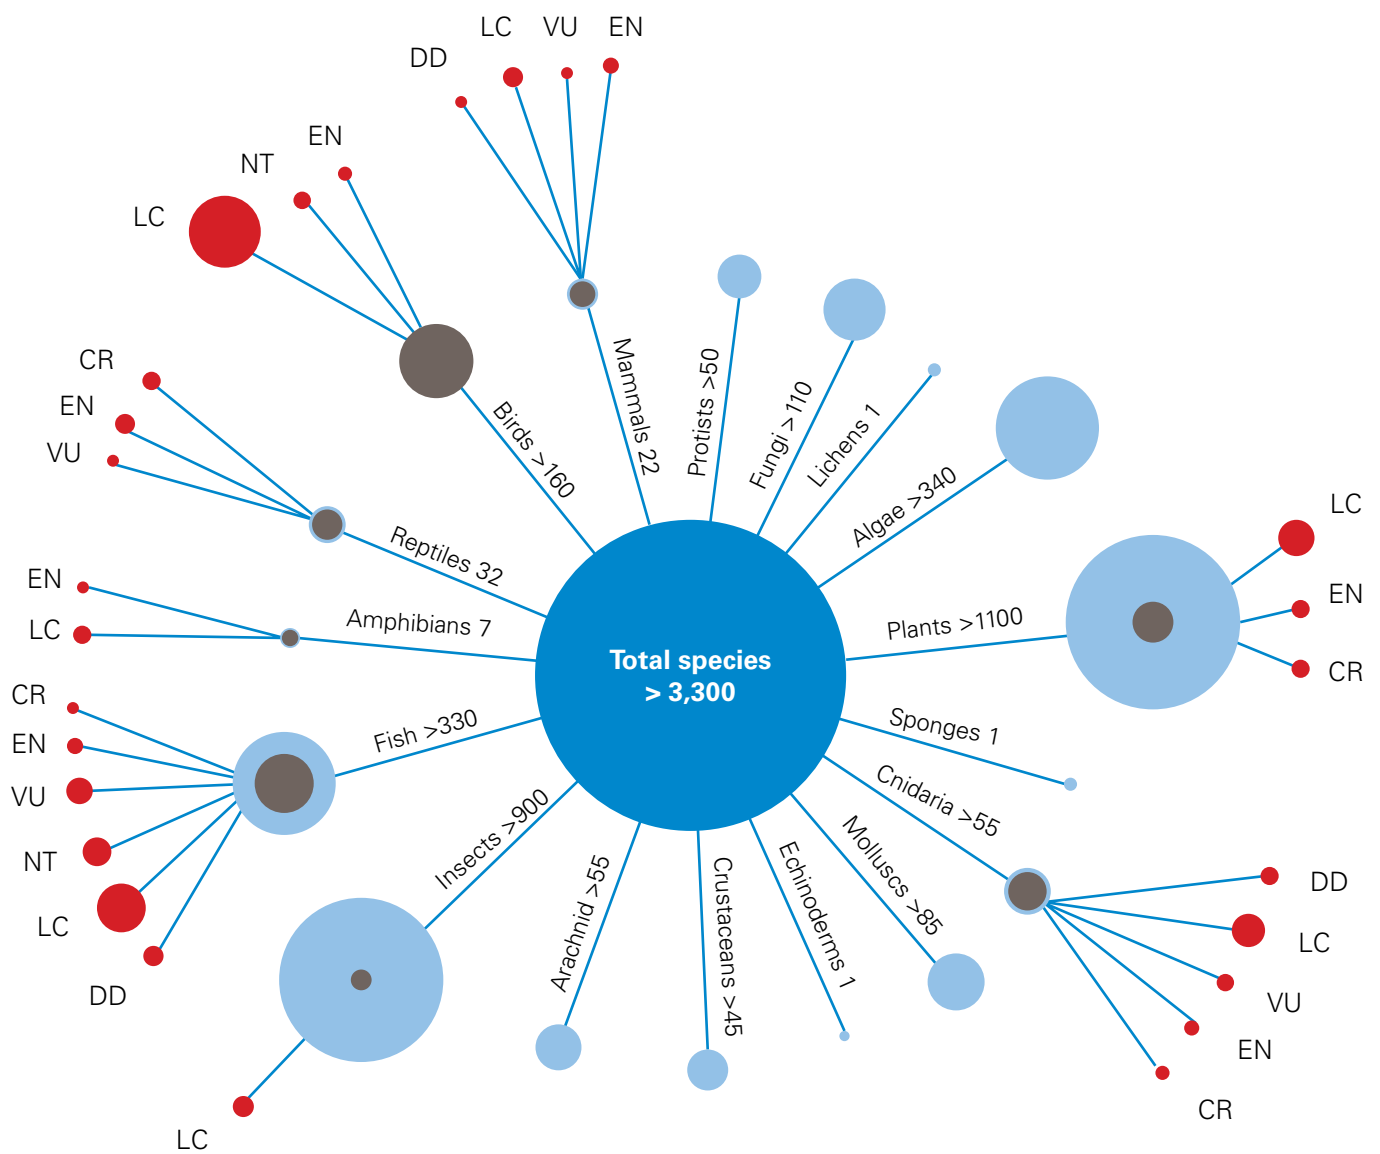 LC
VU
EN
DD
EN
NT
LC
CR
EN
VU
EN
LC
CR
EN
VU
NT
LC
DD
LC
Mammals 22
Birds >160
Reptiles 32
Amphibians 7
Fish >330
Insects >900
Arachnid >55
Crustaceans >45
Echinoderms 1
Molluscs >85
Cnidaria >55
Sponges 1
Plants >1100
Algae >340
Lichens 1
Fungi >110
Protists >50
Total species
> 3,300
LC
EN
CR
DD
LC
VU
EN
CR